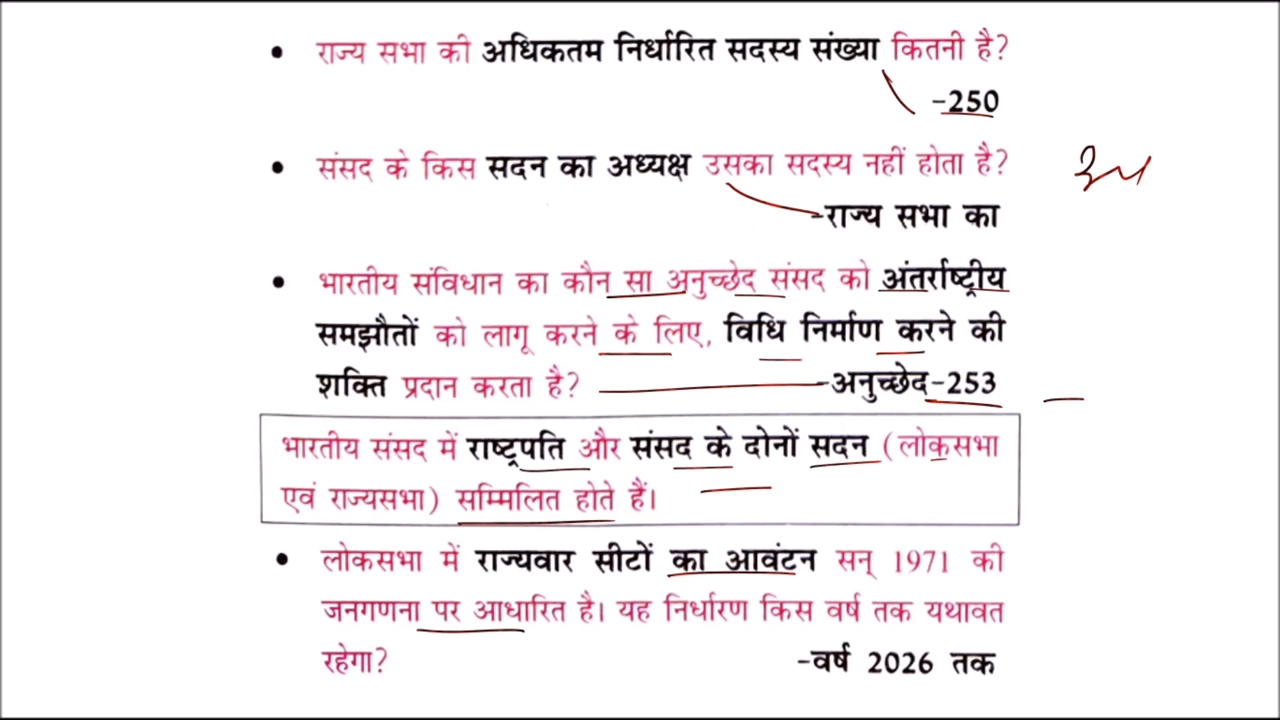 • राज्य सभा की अधिकतम निर्धारित सदस्य संख्या कितनी है?
-250
• संसद के किस सदन का अध्यक्ष उसका सदस्य नहीं होता है?
-राज्य सभा का
• भारतीय संविधान का कौन सा अनुच्छेद संसद को अंतर्राष्ट्रीय
समझौतों को लागू करने के लिए, विधि निर्माण करने की
शक्ति प्रदान करता है? -अनुच्छेद-253
भारतीय संसद में राष्ट्रपति और संसद के दोनों सदन (लोकसभा
एवं राज्यसभा) सम्मिलित होते हैं।
• लोकसभा में राज्यवार सीटों का आवंटन सन् 1971 की
जनगणना पर आधारित है। यह निर्धारण किस वर्ष तक यथावत
रहेगा? -वर्ष 2026 तक